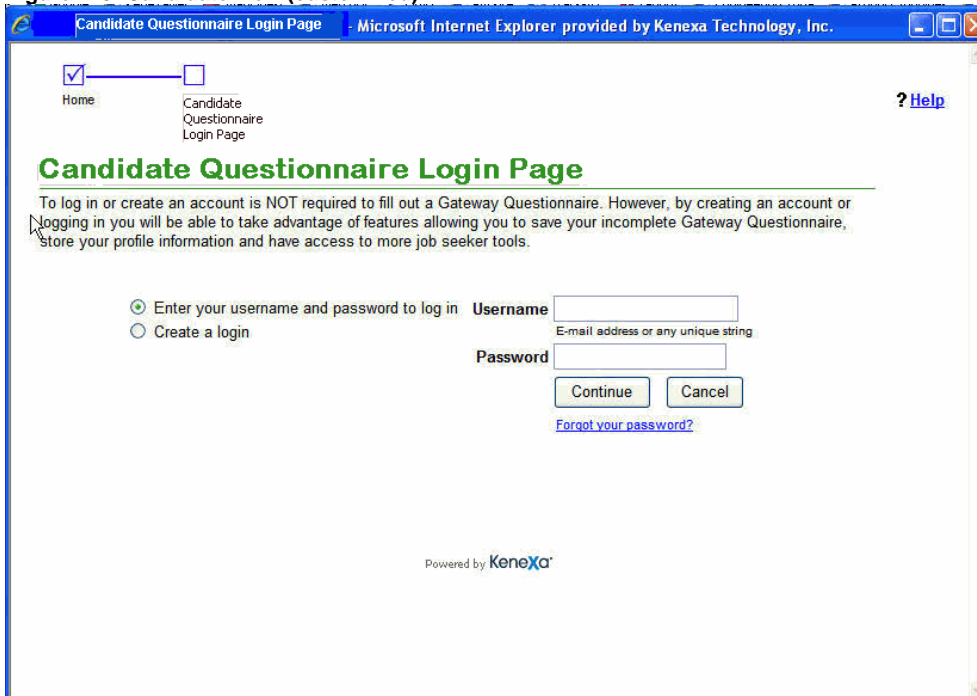 Candidate Questionnaire Login Page - Microsoft Internet Explorer provided by Kenexa Technology, Inc.
Home
Candidate
Questionnaire
Login Page
? Help
Candidate Questionnaire Login Page
To log in or create an account is NOT required to fill out a Gateway Questionnaire. However, by creating an account or
logging in you will be able to take advantage of features allowing you to save your incomplete Gateway Questionnaire,
store your profile information and have access to more job seeker tools.
Enter your username and password to log in Username
E-mail address or any unique string
Create a login
Password
Continue Cancel
Forgot your password?
Powered by Kenexa